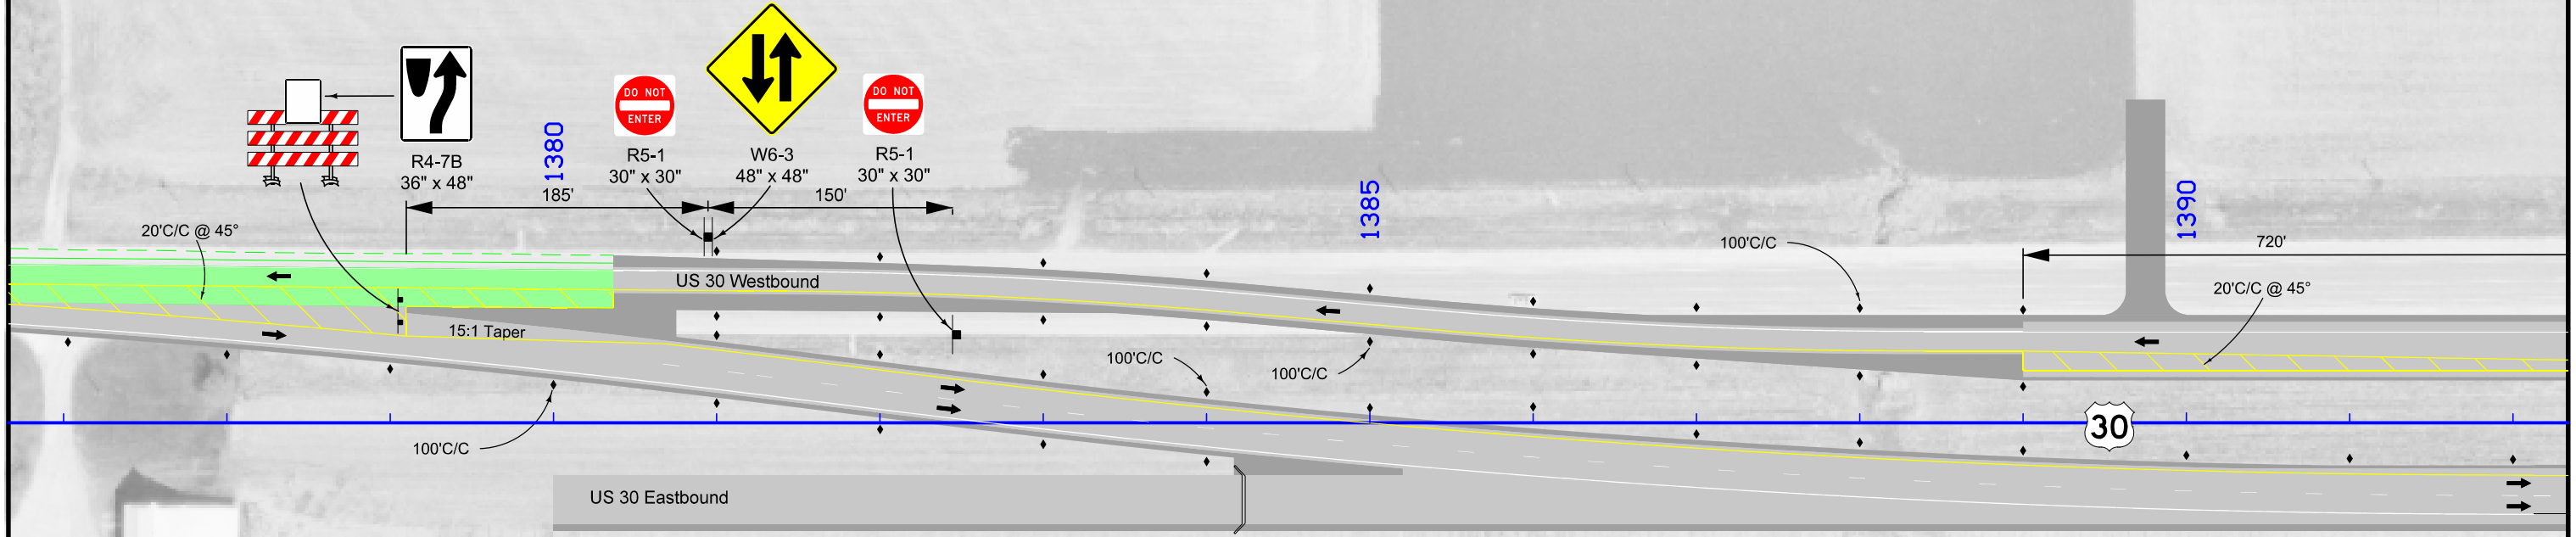 DO NOT
ENTER
DO NOT
ENTER
R4-7B
36" x 48"
1380
R5-1
30" x 30"
W6-3
48" x 48"
R5-1
30" x 30"
185'
150'
1385
1390
20'C/C @ 45°
100'C/C
720'
US 30 Westbound
20'C/C @ 45°
15:1 Taper
100'C/C
100'C/C
30
100'C/C
US 30 Eastbound